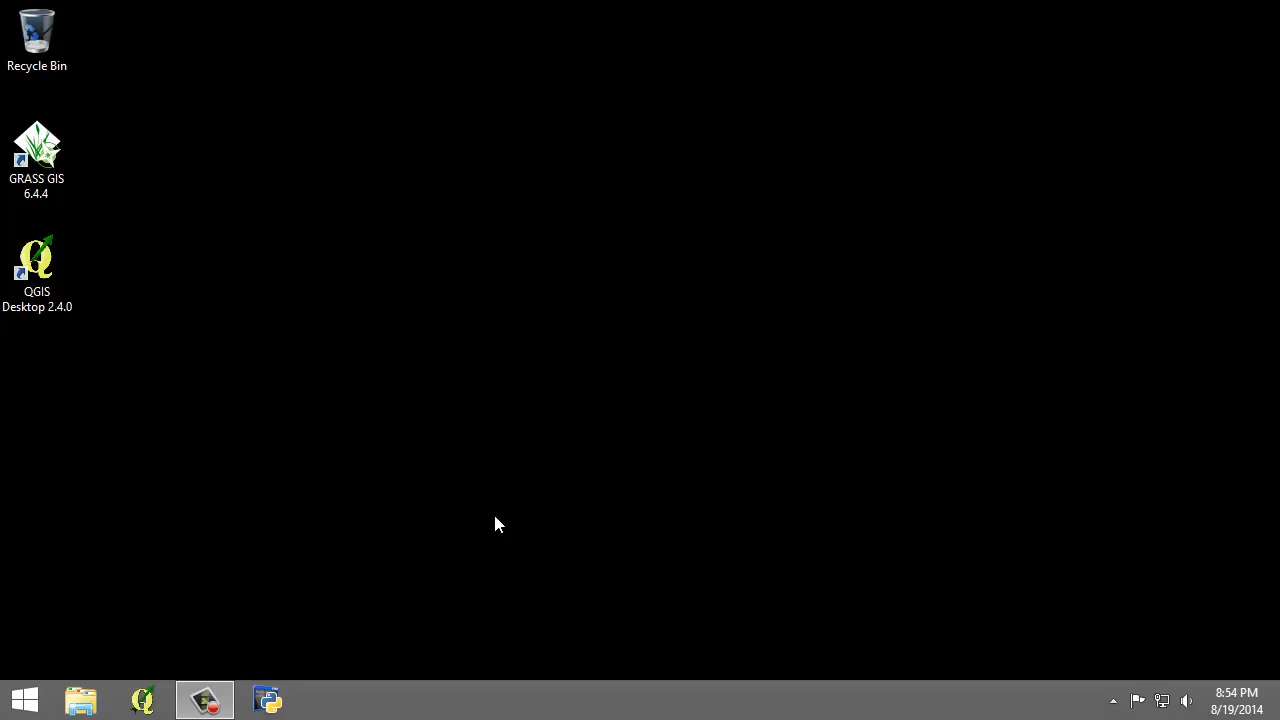 Recycle Bin
GRASS GIS
6.4.4
QGIS
Desktop 2.4.0
8:54 PM
8/19/2014